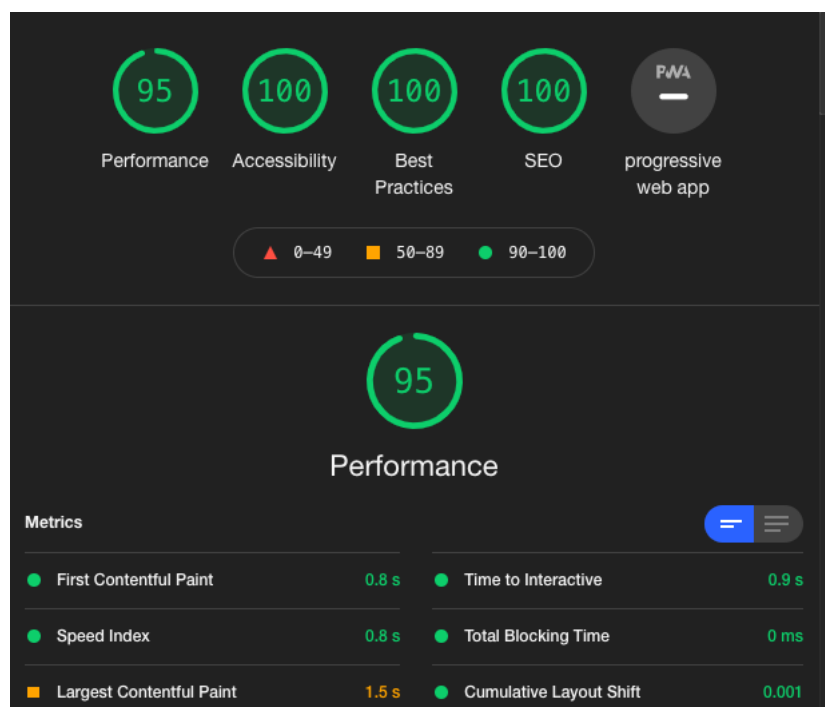 95 100 100 100 PWA
Performance Accessibility Best Practices SEO progressive web app
0–49 50–89 90–100
95
Performance
Metrics
First Contentful Paint 0.8 s Time to Interactive 0.9 s
Speed Index 0.8 s Total Blocking Time 0 ms
Largest Contentful Paint 1.5 s Cumulative Layout Shift 0.001